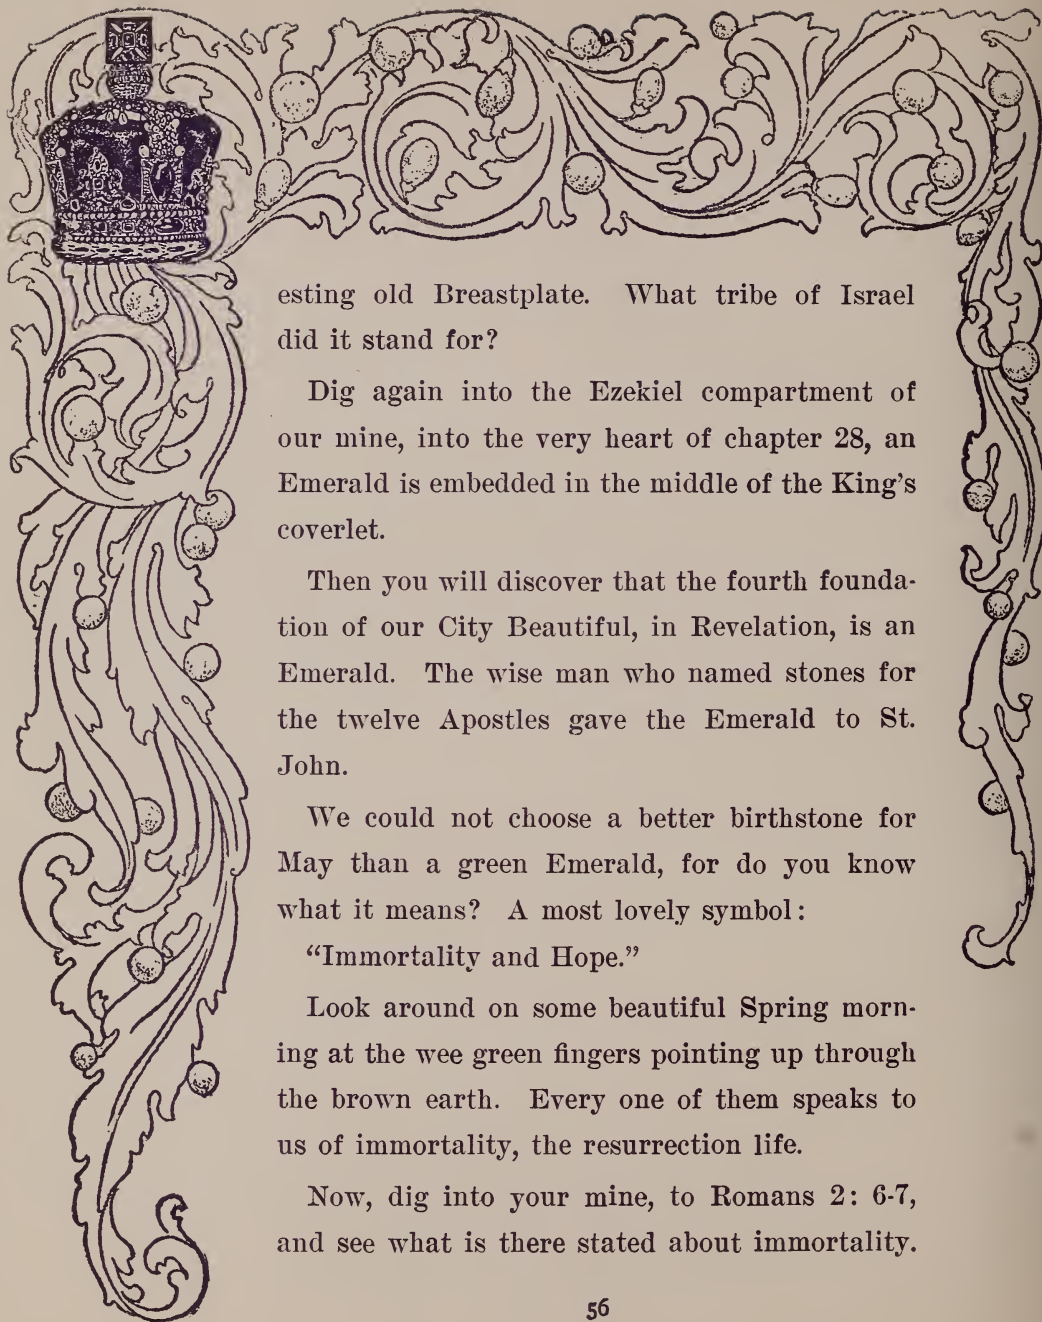 esting old Breastplate. What tribe of Israel
did it stand for?
Dig again into the Ezekiel compartment of
our mine, into the very heart of chapter 28, an
Emerald is embedded in the middle of the King's
coverlet.
Then you will discover that the fourth founda-
tion of our City Beautiful, in Revelation, is an
Emerald. The wise man who named stones for
the twelve Apostles gave the Emerald to St.
John.
We could not choose a better birthstone for
May than a green Emerald, for do you know
what it means? A most lovely symbol:
“Immortality and Hope.”
Look around on some beautiful Spring morn-
ing at the wee green fingers pointing up through
the brown earth. Every one of them speaks to
us of immortality, the resurrection life.
Now, dig into your mine, to Romans 2: 6-7,
and see what is there stated about immortality.
56